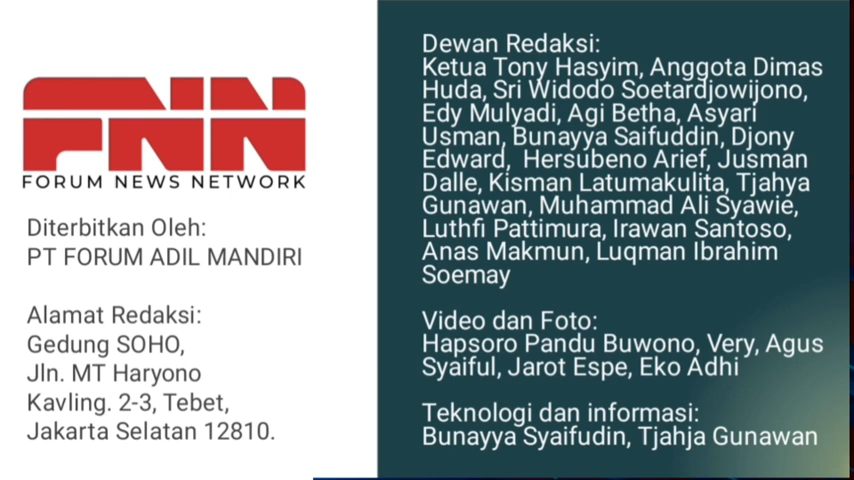 FNN
FORUM NEWS NETWORK
Diterbitkan Oleh:
PT FORUM ADIL MANDIRI
Alamat Redaksi:
Gedung SOHO,
Jln. MT Haryono
Kavling. 2-3, Tebet,
Jakarta Selatan 12810.
Dewan Redaksi:
Ketua Tony Hasyim, Anggota Dimas
Huda, Sri Widodo Soetardjowijono,
Edy Mulyadi, Agi Betha, Asyari
Usman, Bunayya Saifuddin, Djony
Edward, Hersubeno Arief, Jusman
Dalle, Kisman Latumakulita, Tjahya
Gunawan, Muhammad Ali Syawie,
Luthfi Pattimura, Irawan Santoso,
Anas Makmun, Luqman Ibrahim
Soemay
Video dan Foto:
Hapsoro Pandu Buwono, Very, Agus
Syaiful, Jarot Espe, Eko Adhi
Teknologi dan informasi:
Bunayya Syaifudin, Tjahja Gunawan